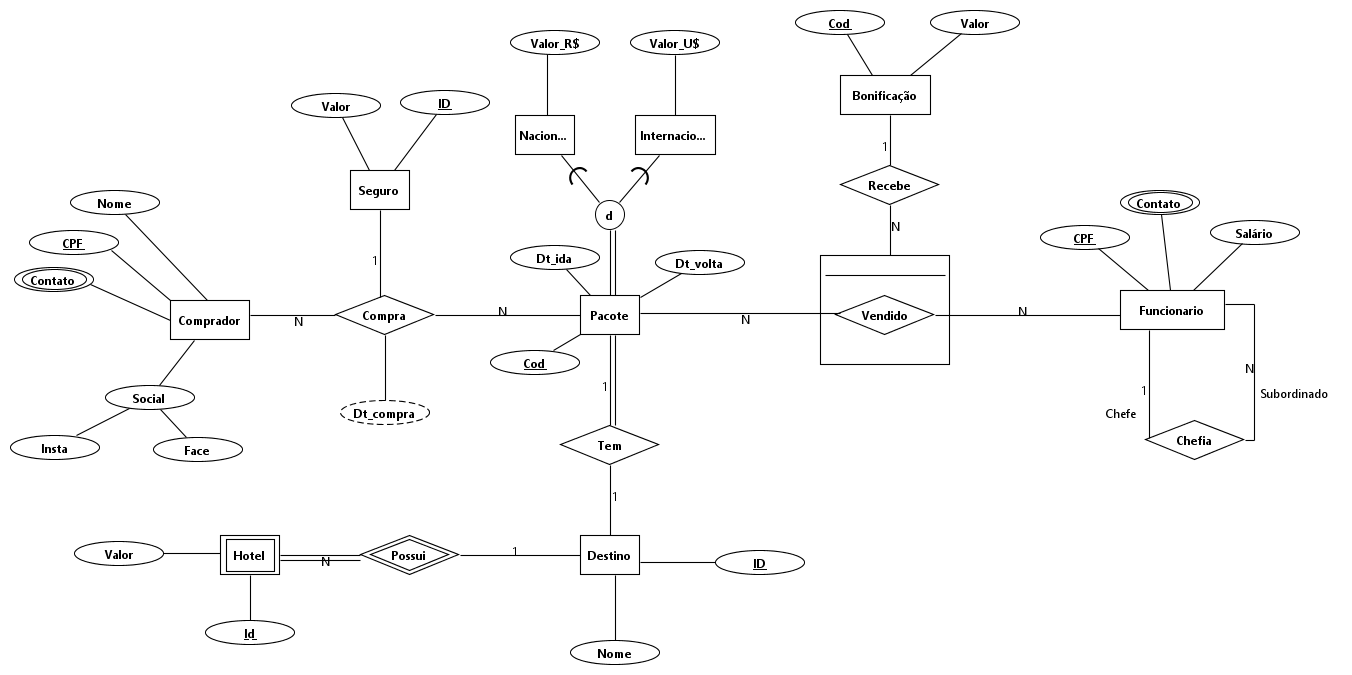 Cod
Valor
Valor_R$
Valor_U$
Bonificação
Valor
ID
Nacion...
Internacio...
1
Seguro
Recebe
Nome
Contato
d
N
CPF
CPF
Salário
Contato
Dt_ida
Dt_volta
1
Comprador
N
Compra
N
Pacote
N
Vendido
N
Funcionario
Cod
1
1
N
Subordinado
Social
Dt_compra
Chefe
Insta
Face
Tem
Chefia
1
Valor
Hotel
N
Possui
1
Destino
ID
Id
Nome